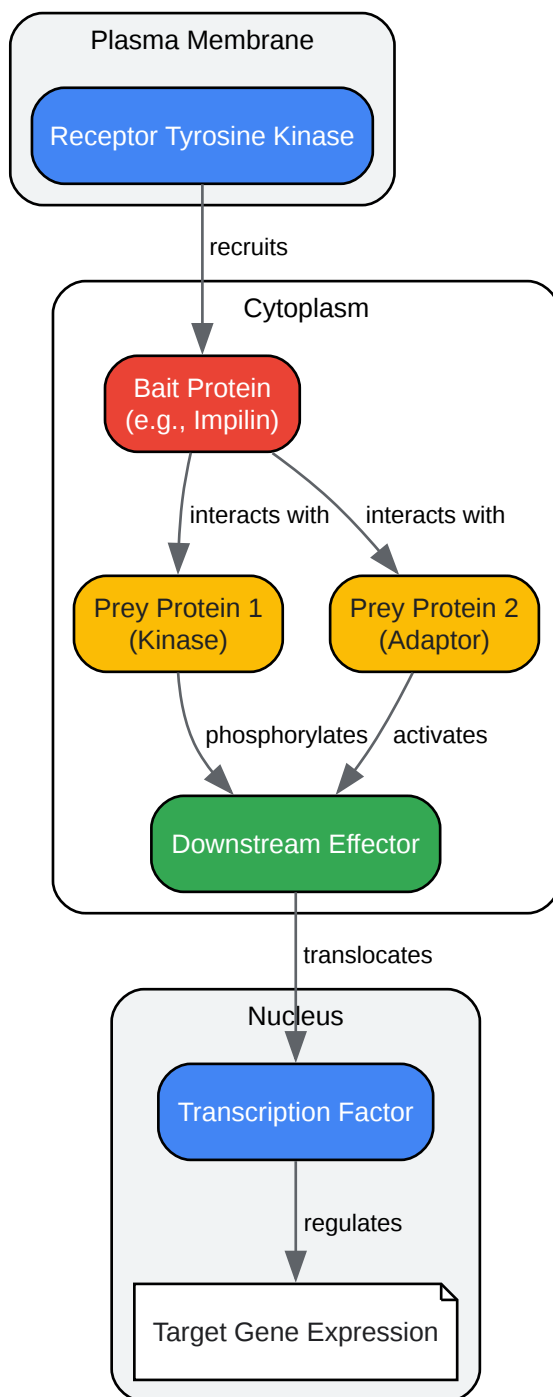 Plasma Membrane
Receptor Tyrosine Kinase
recruits
Cytoplasm
Bait Protein
(e.g., Impilin)
interacts with
interacts with
Prey Protein 1
(Kinase)
Prey Protein 2
(Adaptor)
phosphorylates
activates
Downstream Effector
translocates
Nucleus
Transcription Factor
regulates
Target Gene Expression